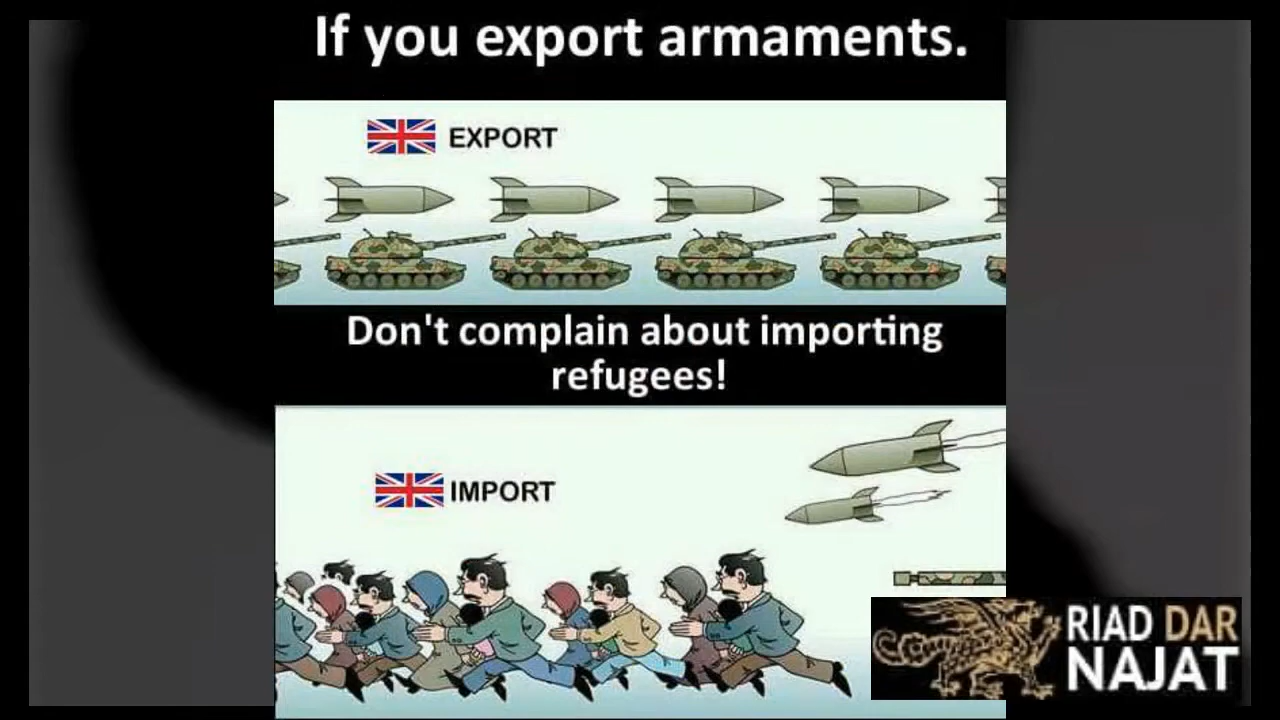 If you export armaments.
EXPORT
Don't complain about importing
refugees!
IMPORT
RIAD DAR
NAJAT